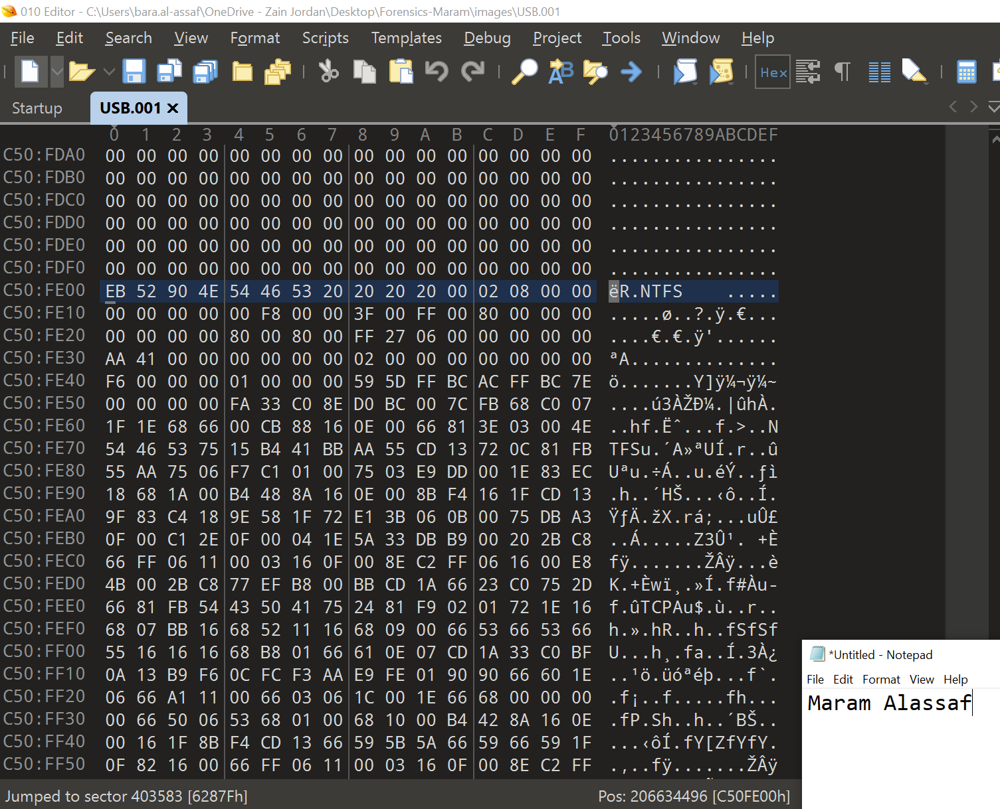 010 Editor - C:\Users\bara.al-assaf\OneDrive - Zain Jordan\Desktop\Forensics-Maram\images\USB.001
File Edit Search View Format Scripts Templates Debug Project Tools Window Help
Hex
Startup USB.001
0 1 2 3 4 5 6 7 8 9 A B C D E F 0123456789ABCDEF
C50:FDA0 00 00 00 00 00 00 00 00 00 00 00 00 00 00 00 00 ................
C50:FDB0 00 00 00 00 00 00 00 00 00 00 00 00 00 00 00 00 ................
C50:FDC0 00 00 00 00 00 00 00 00 00 00 00 00 00 00 00 00 ................
C50:FDD0 00 00 00 00 00 00 00 00 00 00 00 00 00 00 00 00 ................
C50:FDE0 00 00 00 00 00 00 00 00 00 00 00 00 00 00 00 00 ................
C50:FDF0 00 00 00 00 00 00 00 00 00 00 00 00 00 00 00 00 ................
C50:FE00 EB 52 90 4E 54 46 53 20 20 20 20 00 02 08 00 00 ëR.NTFS    .....
C50:FE10 00 00 00 00 00 F8 00 00 3F 00 FF 00 80 00 00 00 .....ø..?.ÿ.€...
C50:FE20 00 00 00 00 80 00 80 00 FF 27 06 00 00 00 00 00 ....€.€.ÿ'......
C50:FE30 AA 41 00 00 00 00 00 00 02 00 00 00 00 00 00 00 ªA..............
C50:FE40 F6 00 00 00 01 00 00 00 59 5D FF BC AC FF BC 7E ö.......Y]ÿ¼¬ÿ¼~
C50:FE50 00 00 00 00 FA 33 C0 8E D0 BC 00 7C FB 68 C0 07 ....ú3ÀŽÐ¼.|ûhÀ.
C50:FE60 1F 1E 68 66 00 CB 88 16 0E 00 66 81 3E 03 00 4E ..hf.Ëˆ...f.>..N
C50:FE70 54 46 53 75 15 B4 41 BB AA 55 CD 13 72 0C 81 FB TFSu.´A»ªUÍ.r..û
C50:FE80 55 AA 75 06 F7 C1 01 00 75 03 E9 DD 00 1E 83 EC Uªu.÷Á..u.éÝ..ƒì
C50:FE90 18 68 1A 00 B4 48 8A 16 0E 00 8B F4 16 1F CD 13 .h..´HŠ...‹ô..Í.
C50:FEA0 9F 83 C4 18 9E 58 1F 72 E1 3B 06 0B 00 75 DB A3 ŸƒÄ.žX.rá;...uÛ£
C50:FEB0 0F 00 C1 2E 0F 00 04 1E 5A 33 DB B9 00 20 2B C8 ..Á.....Z3Û¹. +È
C50:FEC0 66 FF 06 11 00 03 16 0F 00 8E C2 FF 06 16 00 E8 fÿ.......ŽÂÿ...è
C50:FED0 4B 00 2B C8 77 EF B8 00 BB CD 1A 66 23 C0 75 2D K.+Èwï¸.»Í.f#Àu-
C50:FEE0 66 81 FB 54 43 50 41 75 24 81 F9 02 01 72 1E 16 f.ûTCPAu$.ù..r..
C50:FEF0 68 07 BB 16 68 52 11 16 68 09 00 66 53 66 53 66 h.».hR..h..fSfSf
C50:FF00 55 16 16 16 68 B8 01 66 61 0E 07 CD 1A 33 C0 BF U...h¸.fa..Í.3À¿
C50:FF10 0A 13 B9 F6 0C FC F3 AA E9 FE 01 90 90 66 60 1E ..¹ö.üóªéþ...f`.
C50:FF20 06 66 A1 11 00 66 03 06 1C 00 1E 66 68 00 00 00 .f¡..f.....fh...
C50:FF30 00 66 50 06 53 68 01 00 68 10 00 B4 42 8A 16 0E .fP.Sh..h..´BŠ..
C50:FF40 00 16 1F 8B F4 CD 13 66 59 5B 5A 66 59 66 59 1F ...‹ôÍ.fY[ZfYfY.
C50:FF50 0F 82 16 00 66 FF 06 11 00 03 16 0F 00 8E C2 FF .‚..fÿ.......ŽÂÿ
*Untitled - Notepad
File Edit Format View Help
Maram Alassaf
Jumped to sector 403583 [6287Fh] Pos: 206634496 [C50FE00h]